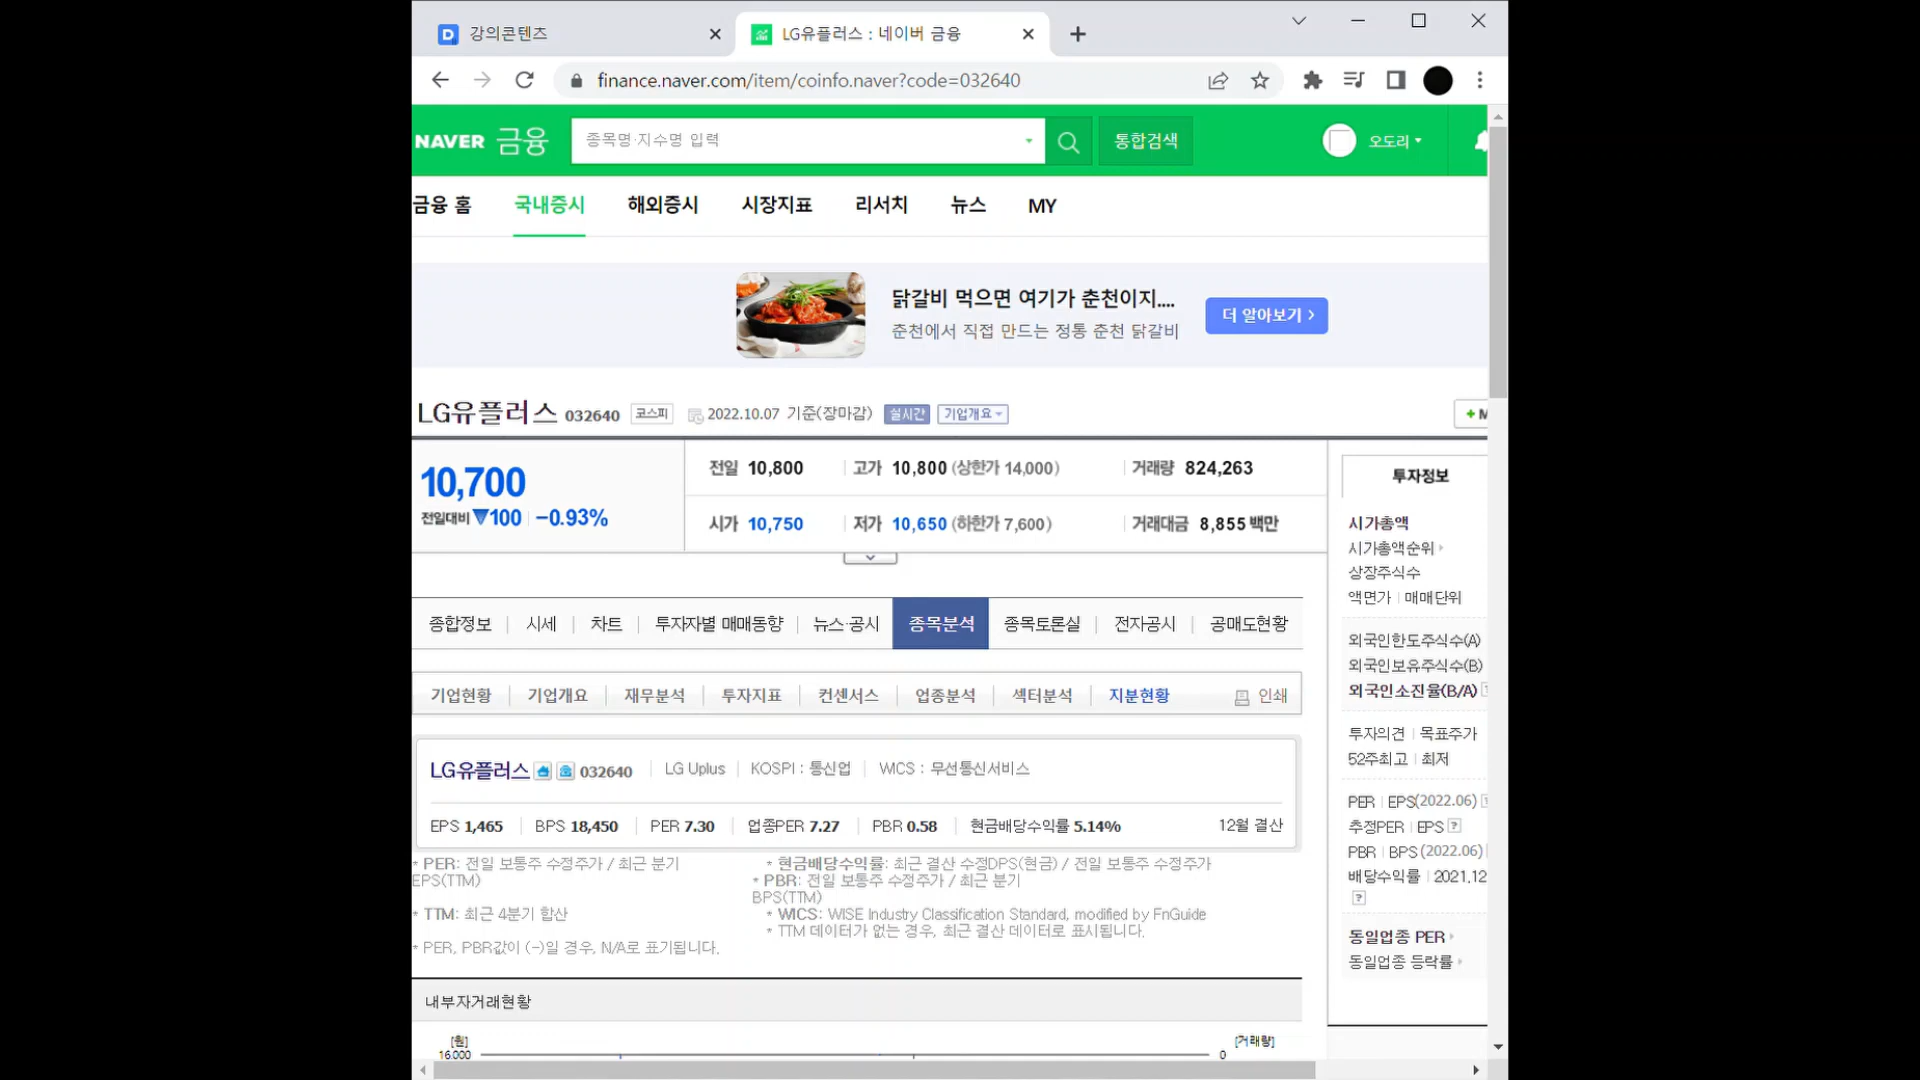 강의콘텐츠
LG유플러스 : 네이버 금융
finance.naver.com/item/coinfo.naver?code=032640
NAVER 금융
종목명·지수명 입력
통합검색
오도리
금융 홈 국내증시 해외증시 시장지표 리서치 뉴스 MY
닭갈비 먹으면 여기가 춘천이지....
춘천에서 직접 만드는 정통 춘천 닭갈비
더 알아보기 >
LG유플러스 032640 코스피 2022.10.07 기준(장마감) 실시간 기업개요
+ M
10,700
전일대비 ▼100 -0.93%
전일 10,800 고가 10,800 (상한가 14,000) 거래량 824,263
시가 10,750 저가 10,650 (하한가 7,600) 거래대금 8,855 백만
종합정보 시세 차트 투자자별 매매동향 뉴스·공시 종목분석 종목토론실 전자공시 공매도현황
기업현황 기업개요 재무분석 투자지표 컨센서스 업종분석 섹터분석 지분현황 인쇄
LG유플러스 032640 LG Uplus KOSPI : 통신업 WICS : 무선통신서비스
EPS 1,465 BPS 18,450 PER 7.30 업종PER 7.27 PBR 0.58 현금배당수익률 5.14% 12월 결산
* PER: 전일 보통주 수정주가 / 최근 분기
EPS(TTM)
* TTM: 최근 4분기 합산
* PER, PBR값이 (-)일 경우, N/A로 표기됩니다.
* 현금배당수익률: 최근 결산 수정DPS(현금) / 전일 보통주 수정주가
* PBR: 전일 보통주 수정주가 / 최근 분기
BPS(TTM)
* WICS: WISE Industry Classification Standard, modified by FnGuide
* TTM 데이터가 없는 경우, 최근 결산 데이터로 표시됩니다.
내부자거래현황
[원]
16,000
[거래량]
0
투자정보
시가총액
시가총액순위
상장주식수
액면가 | 매매단위
외국인한도주식수(A)
외국인보유주식수(B)
외국인소진율(B/A)
투자의견 | 목표주가
52주최고 | 최저
PER | EPS(2022.06)
추정PER | EPS ?
PBR | BPS (2022.06)
배당수익률 | 2021.12
?
동일업종 PER
동일업종 등락률